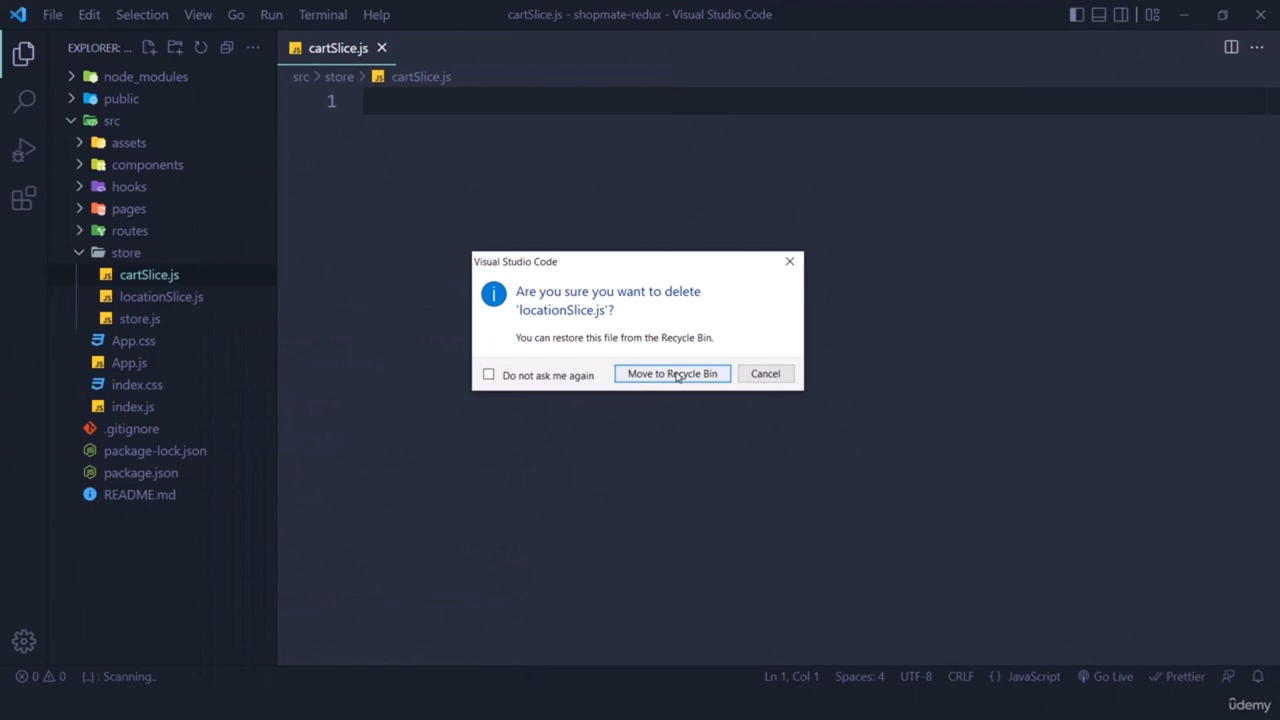 File Edit Selection View Go Run Terminal Help cartSlice.js - shopmate-redux - Visual Studio Code
EXPLORER: ... cartSlice.js
node_modules
public
src
assets
components
hooks
pages
routes
store
cartSlice.js
locationSlice.js
store.js
App.css
App.js
index.css
index.js
.gitignore
package-lock.json
package.json
README.md
src > store > cartSlice.js
1
Visual Studio Code
Are you sure you want to delete
'locationSlice.js'?
You can restore this file from the Recycle Bin.
Do not ask me again Move to Recycle Bin Cancel
0 0 {..} : Scanning.. Ln 1, Col 1 Spaces: 4 UTF-8 CRLF {} JavaScript Go Live Prettier
ûdemy